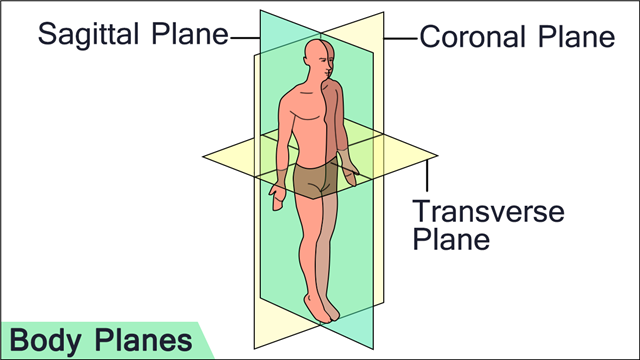 Sagittal Plane
Coronal Plane
Transverse
Plane
Body Planes